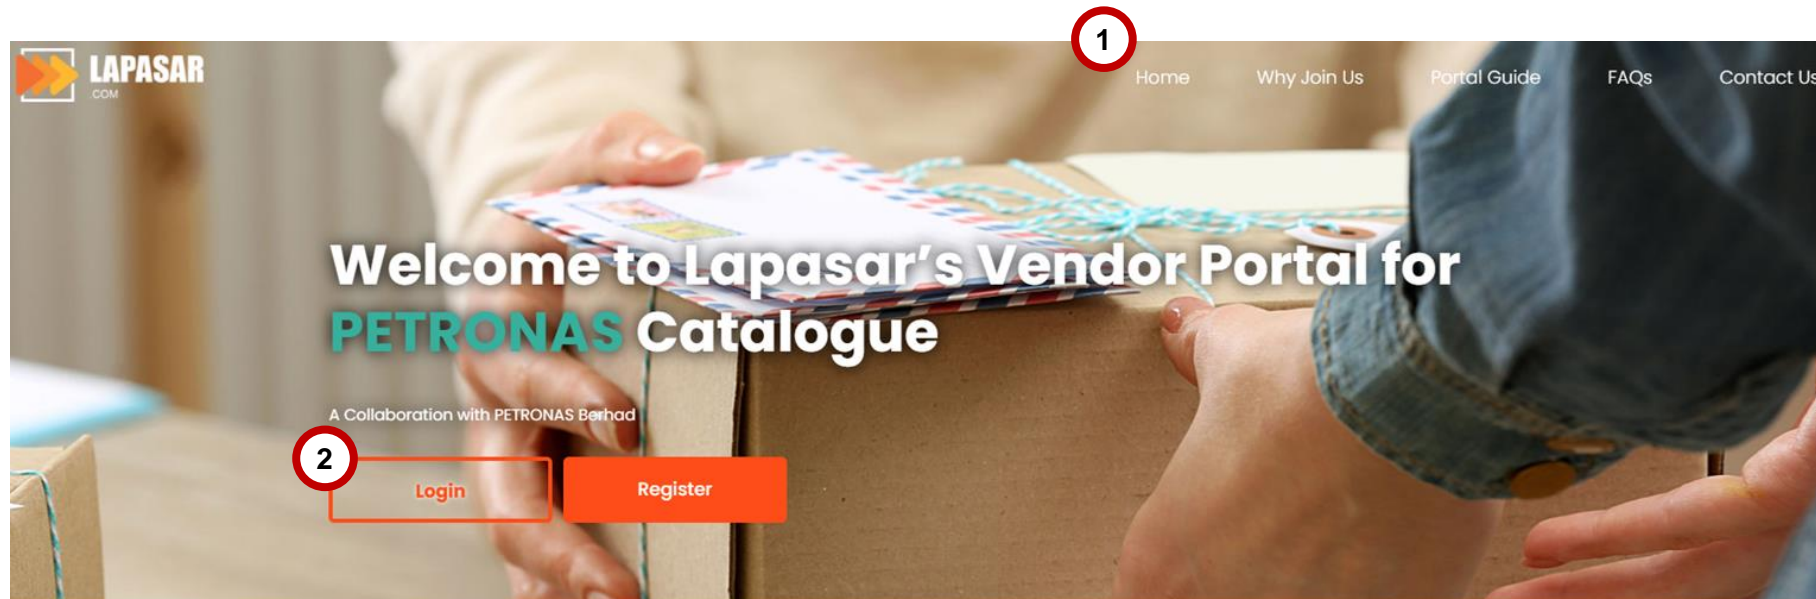 1
LAPASAR
.COM
Home Why Join Us Portal Guide FAQs Contact Us
Welcome to Lapasar’s Vendor Portal for
PETRONAS Catalogue
A Collaboration with PETRONAS Berhad
2
Login Register